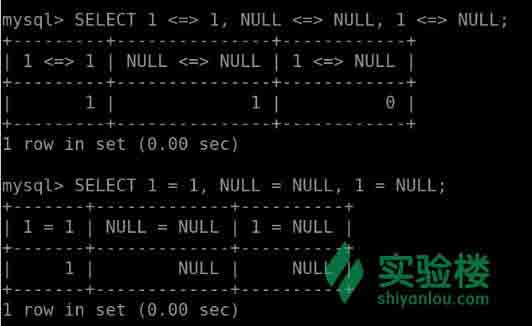 mysql> SELECT 1 <=> 1, NULL <=> NULL, 1 <=> NULL;
+---------+---------------+------------+
| 1 <=> 1 | NULL <=> NULL | 1 <=> NULL |
+---------+---------------+------------+
|       1 |             1 |          0 |
+---------+---------------+------------+
1 row in set (0.00 sec)
mysql> SELECT 1 = 1, NULL = NULL, 1 = NULL;
+-------+-------------+----------+
| 1 = 1 | NULL = NULL | 1 = NULL |
+-------+-------------+----------+
|     1 |        NULL |     NULL |
+-------+-------------+----------+
1 row in set (0.00 sec)
实验楼
shiyanlou.com